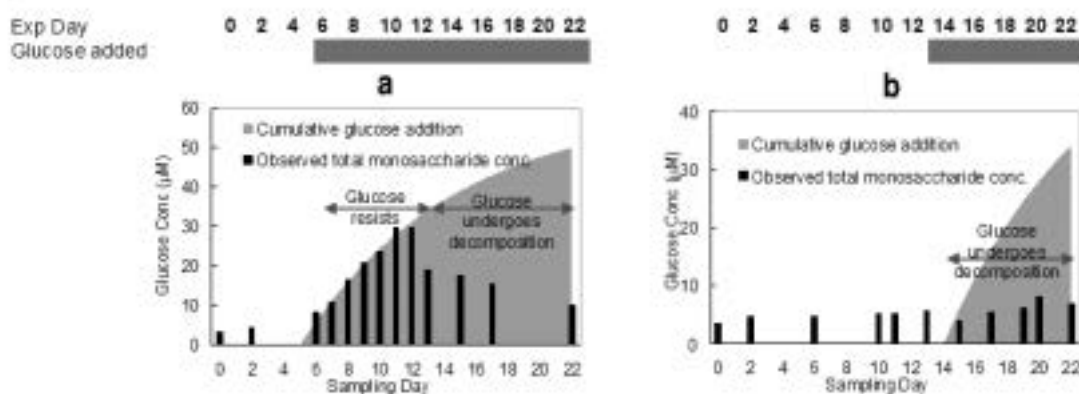 Exp Day 0 2 4 6 8 10 12 14 16 18 20 22 0 2 4 6 8 10 12 14 16 18 20 22
Glucose added
a
60
50
40
30
20
10
0
Glucose Conc (µM)
Cumulative glucose addition
Observed total monosaccharide conc.
Glucose
resists
Glucose
undergoes
decomposition
0 2 4 6 8 10 12 14 16 18 20 22
Sampling Day
b
40
30
20
10
0
Glucose Conc (µM)
Cumulative glucose addition
Observed total monosaccharide conc.
Glucose
undergoes
decomposition
0 2 4 6 8 10 12 14 16 18 20 22
Sampling Day